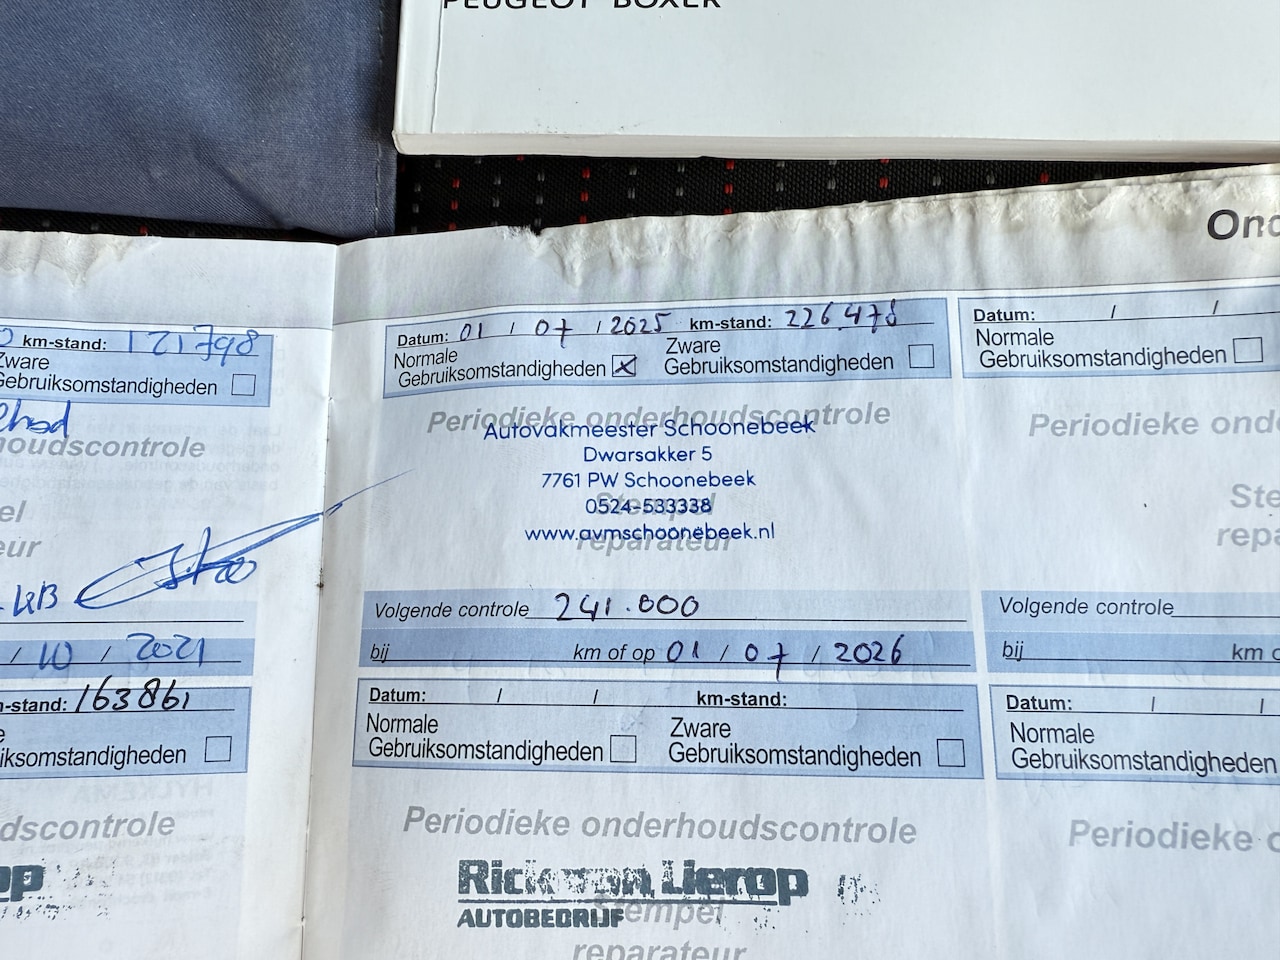 PEUGEOT BOXER
km-stand: 121798
Zware
Gebruiksomstandigheden
houdscontrole
el
eur
/ 10 / 2021
m-stand: 163861
e
iksomstandigheden
dscontrole
op
Datum: 01 / 07 / 2025 km-stand: 226.478
Normale
Gebruiksomstandigheden
Zware
Gebruiksomstandigheden
Periodieke onderhoudscontrole
Autovakmeester Schoonebeek
Dwarsakker 5
7761 PW Schoonebeek
Stempel
0524-533338
www.avmschoonebeek.nl
reparateur
Volgende controle 241.000
bij km of op 01 / 07 / 2026
Datum: / / km-stand:
Normale
Gebruiksomstandigheden
Zware
Gebruiksomstandigheden
Periodieke onderhoudscontrole
Rick van Lierop
AUTOBEDRIJF
Stempel
reparateur
Ond
Datum: / /
Normale
Gebruiksomstandigheden
Periodieke onde
Ste
repa
Volgende controle
bij km o
Datum: / /
Normale
Gebruiksomstandigheden
Periodieke o